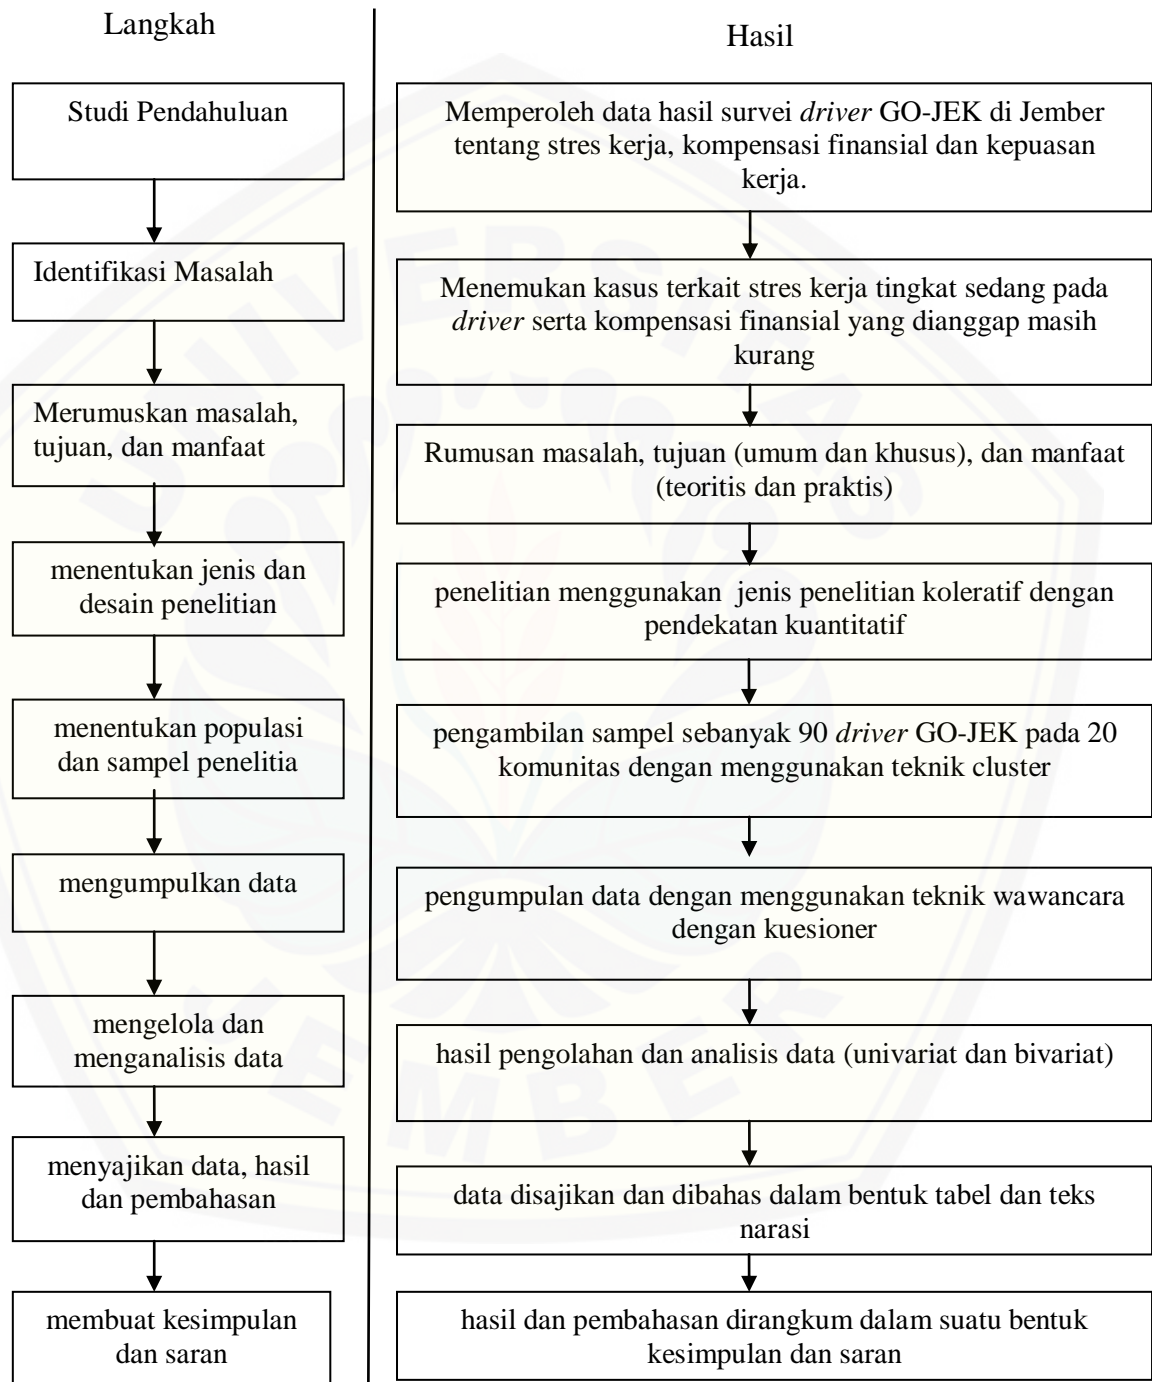 Langkah
Hasil
Studi Pendahuluan
Memperoleh data hasil survei driver GO-JEK di Jember
tentang stres kerja, kompensasi finansial dan kepuasan
kerja.
Identifikasi Masalah
Menemukan kasus terkait stres kerja tingkat sedang pada
driver serta kompensasi finansial yang dianggap masih
kurang
Merumuskan masalah,
tujuan, dan manfaat
Rumusan masalah, tujuan (umum dan khusus), dan manfaat
(teoritis dan praktis)
menentukan jenis dan
desain penelitian
penelitian menggunakan jenis penelitian koleratif dengan
pendekatan kuantitatif
menentukan populasi
dan sampel penelitia
pengambilan sampel sebanyak 90 driver GO-JEK pada 20
komunitas dengan menggunakan teknik cluster
mengumpulkan data
pengumpulan data dengan menggunakan teknik wawancara
dengan kuesioner
mengelola dan
menganalisis data
hasil pengolahan dan analisis data (univariat dan bivariat)
menyajikan data, hasil
dan pembahasan
data disajikan dan dibahas dalam bentuk tabel dan teks
narasi
membuat kesimpulan
dan saran
hasil dan pembahasan dirangkum dalam suatu bentuk
kesimpulan dan saran
UNIVERSITAS
JEMBER